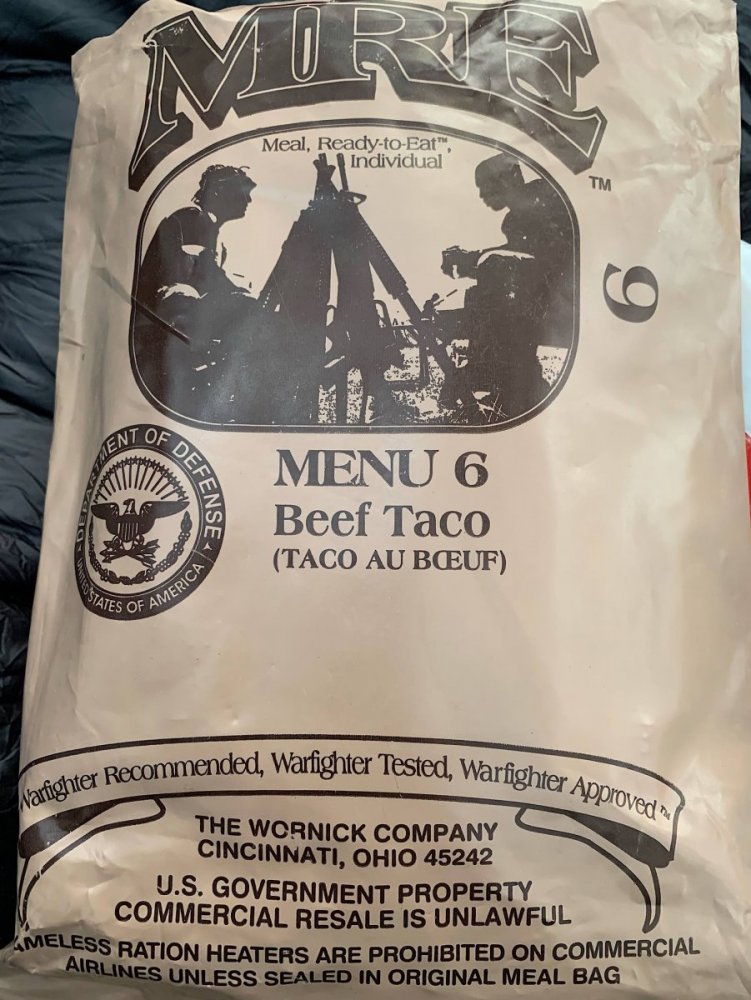 MRE
TM
Meal, Ready-to-Eat™,
Individual
6
DEPARTMENT OF DEFENSE
UNITED STATES OF AMERICA
MENU 6
Beef Taco
(TACO AU BŒUF)
Warfighter Recommended, Warfighter Tested, Warfighter Approved™
THE WORNICK COMPANY
CINCINNATI, OHIO 45242
U.S. GOVERNMENT PROPERTY
COMMERCIAL RESALE IS UNLAWFUL
AMELESS RATION HEATERS ARE PROHIBITED ON COMMERCIAL
AIRLINES UNLESS SEALED IN ORIGINAL MEAL BAG